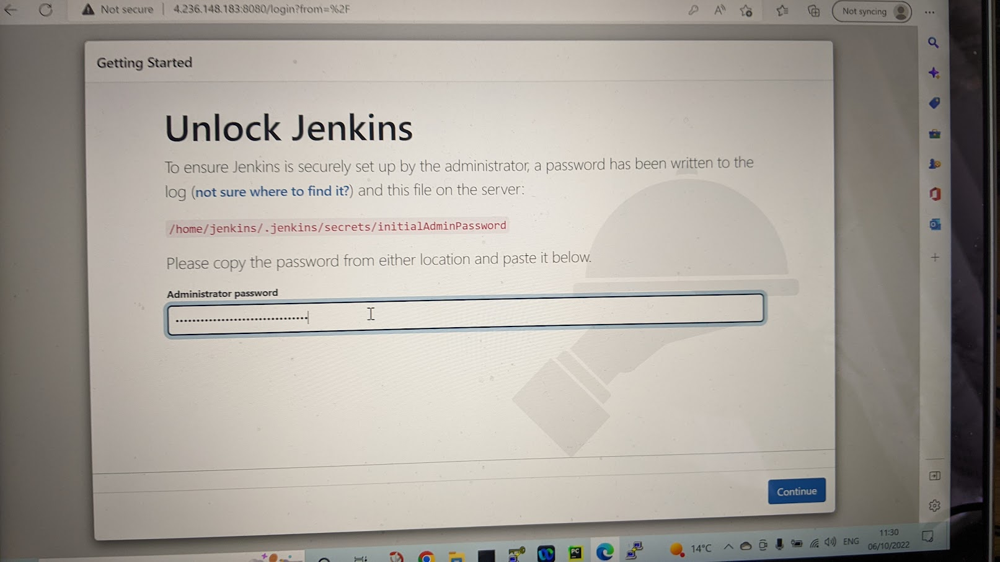 Not secure | 4.236.148.183:8080/login?from=%2F
Not syncing
Getting Started
Unlock Jenkins
To ensure Jenkins is securely set up by the administrator, a password has been written to the
log (not sure where to find it?) and this file on the server:
/home/jenkins/.jenkins/secrets/initialAdminPassword
Please copy the password from either location and paste it below.
Administrator password
Continue
PC
14°C
ENG
11:30
06/10/2022